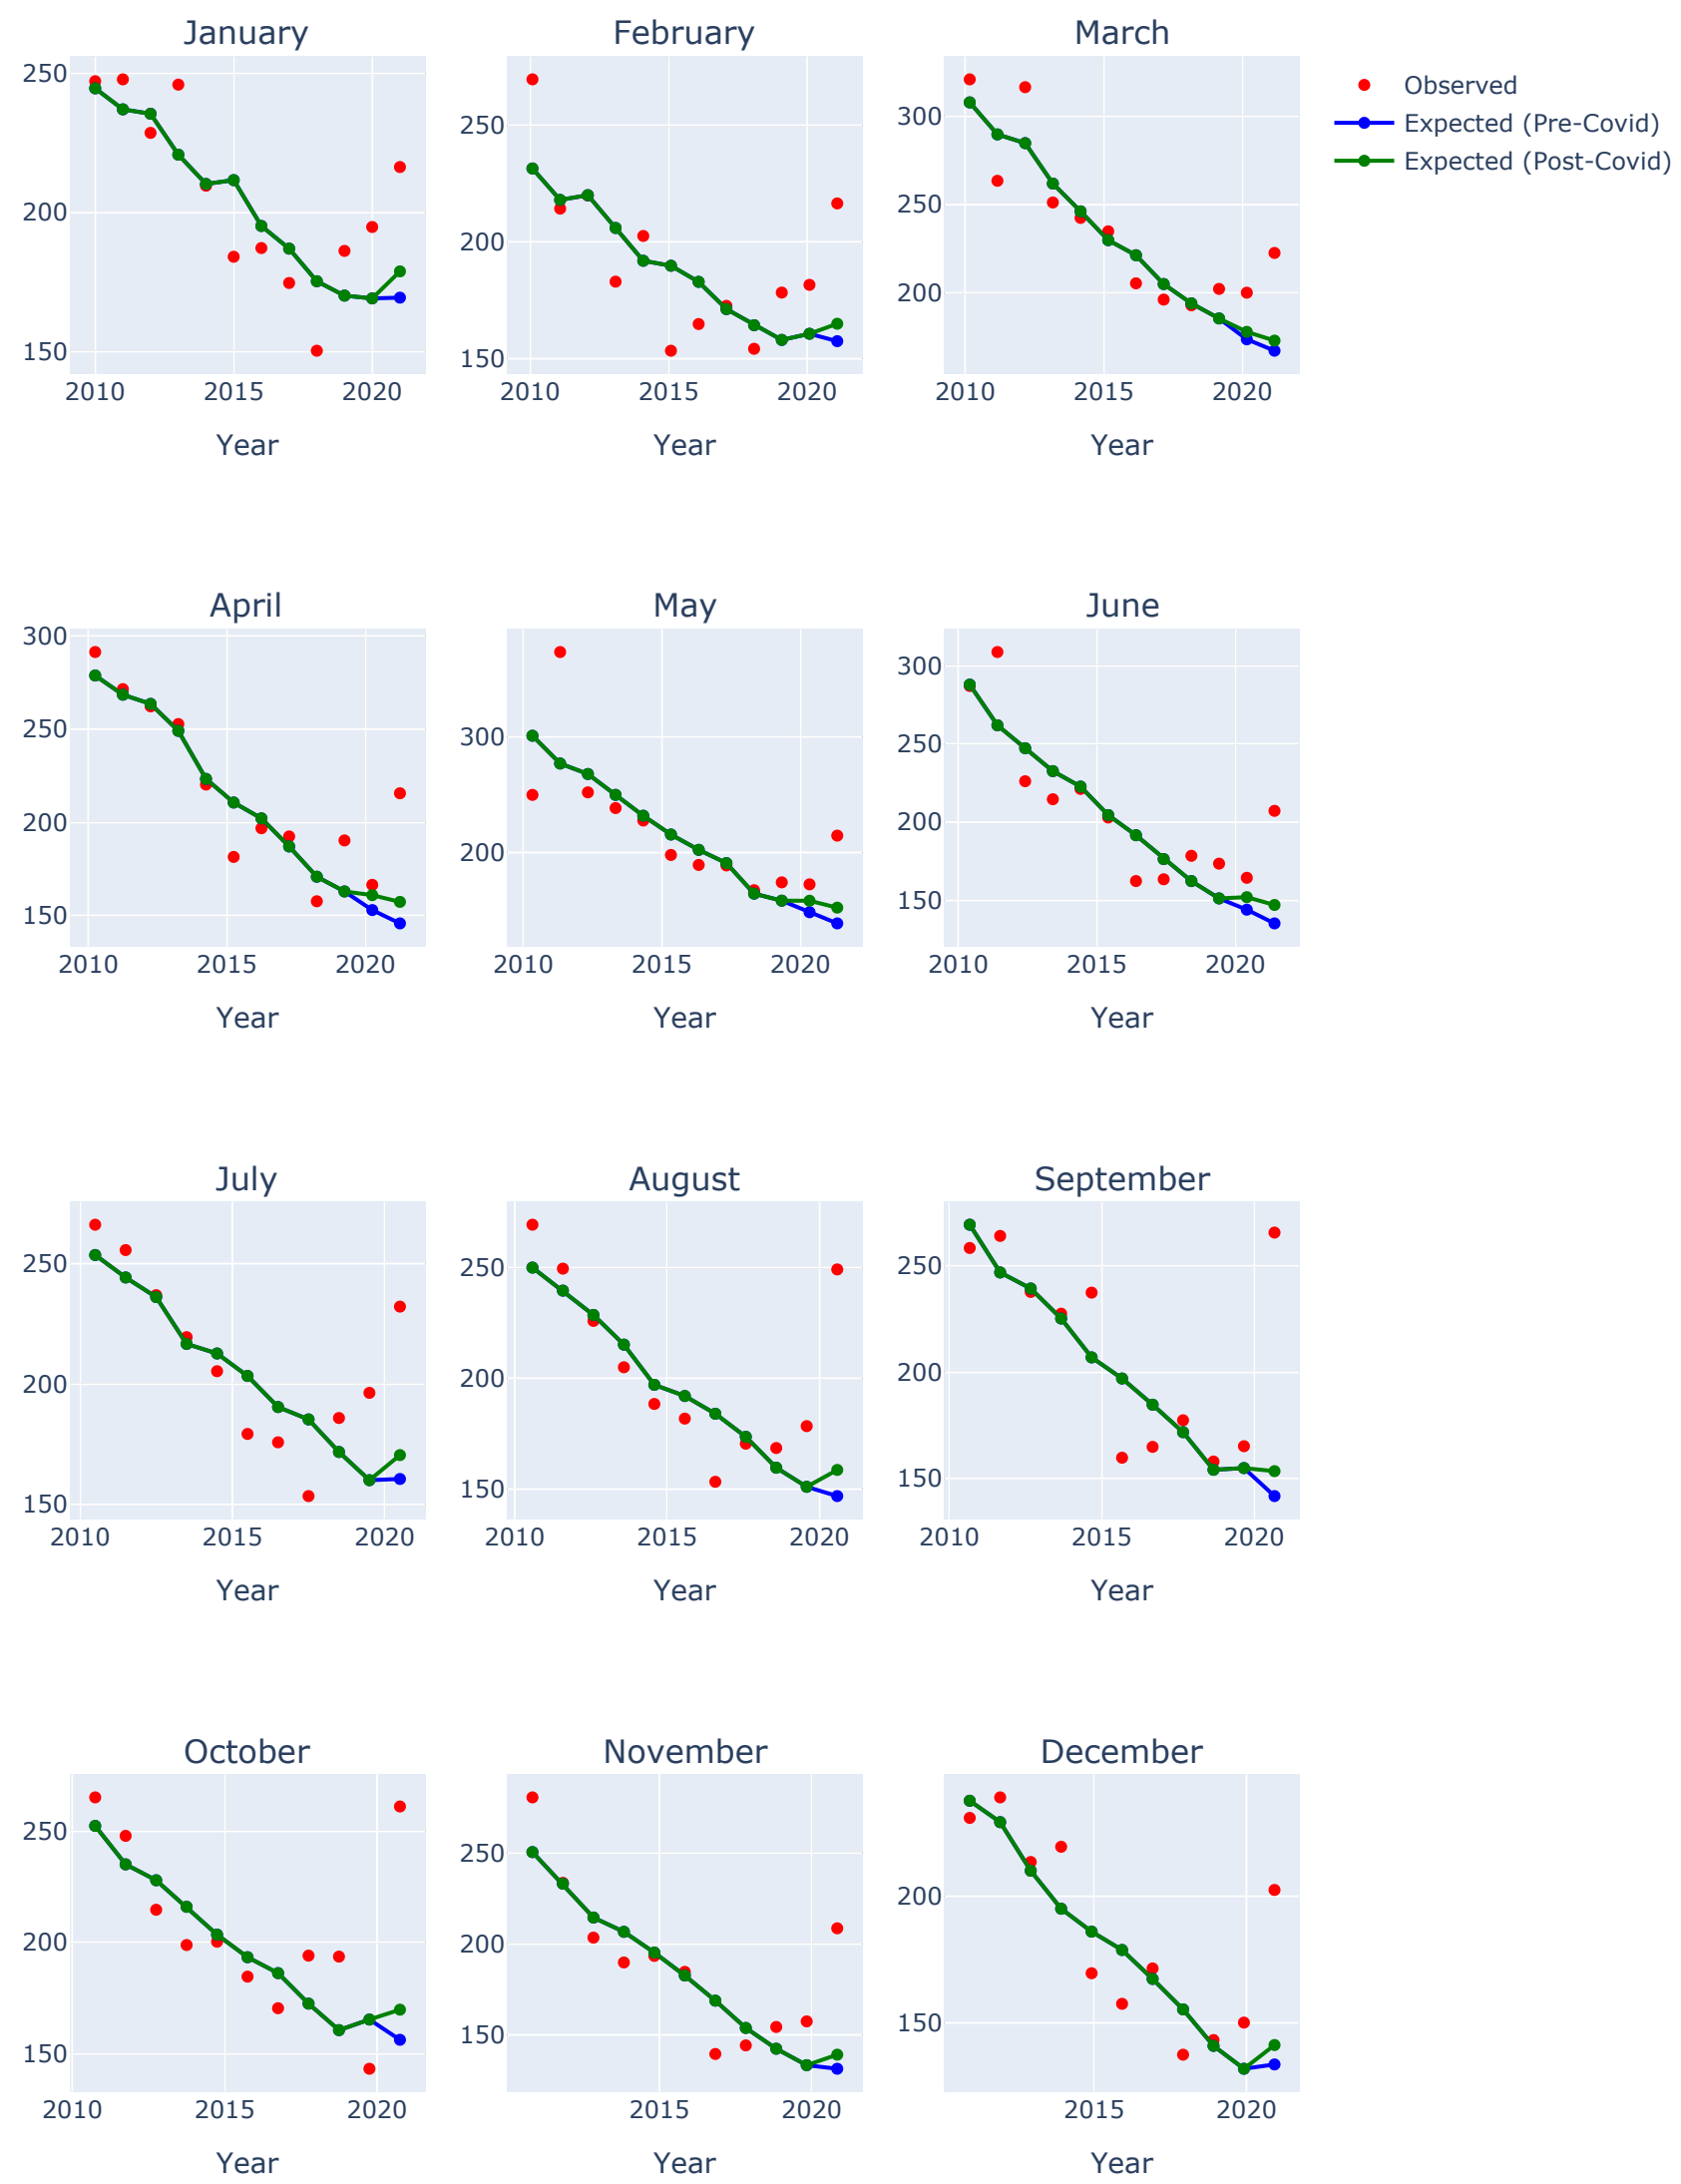 January
February
March
250
200
150
2010
2015
2020
Year
250
200
150
2010
2015
2020
Year
300
250
200
2010
2015
2020
Year
Observed
Expected (Pre-Covid)
Expected (Post-Covid)
April
May
June
300
250
200
150
2010
2015
2020
Year
300
200
2010
2015
2020
Year
300
250
200
150
2010
2015
2020
Year
July
August
September
250
200
150
2010
2015
2020
Year
250
200
150
2010
2015
2020
Year
250
200
150
2010
2015
2020
Year
October
November
December
250
200
150
2010
2015
2020
Year
250
200
150
2015
2020
Year
200
150
2015
2020
Year